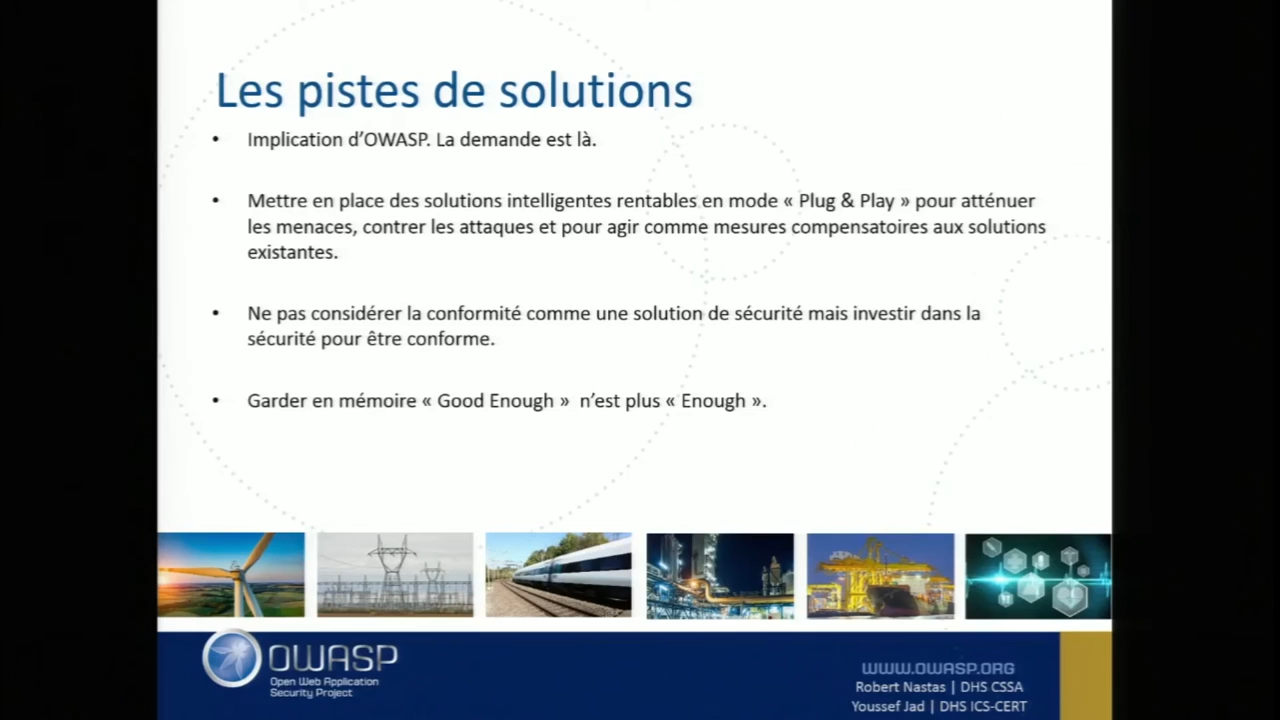 Les pistes de solutions
• Implication d’OWASP. La demande est là.
• Mettre en place des solutions intelligentes rentables en mode « Plug & Play » pour atténuer
les menaces, contrer les attaques et pour agir comme mesures compensatoires aux solutions
existantes.
• Ne pas considérer la conformité comme une solution de sécurité mais investir dans la
sécurité pour être conforme.
• Garder en mémoire « Good Enough »  n’est plus « Enough ».
OWASP
Open Web Application
Security Project
WWW.OWASP.ORG
Robert Nastas | DHS CSSA
Youssef Jad | DHS ICS-CERT